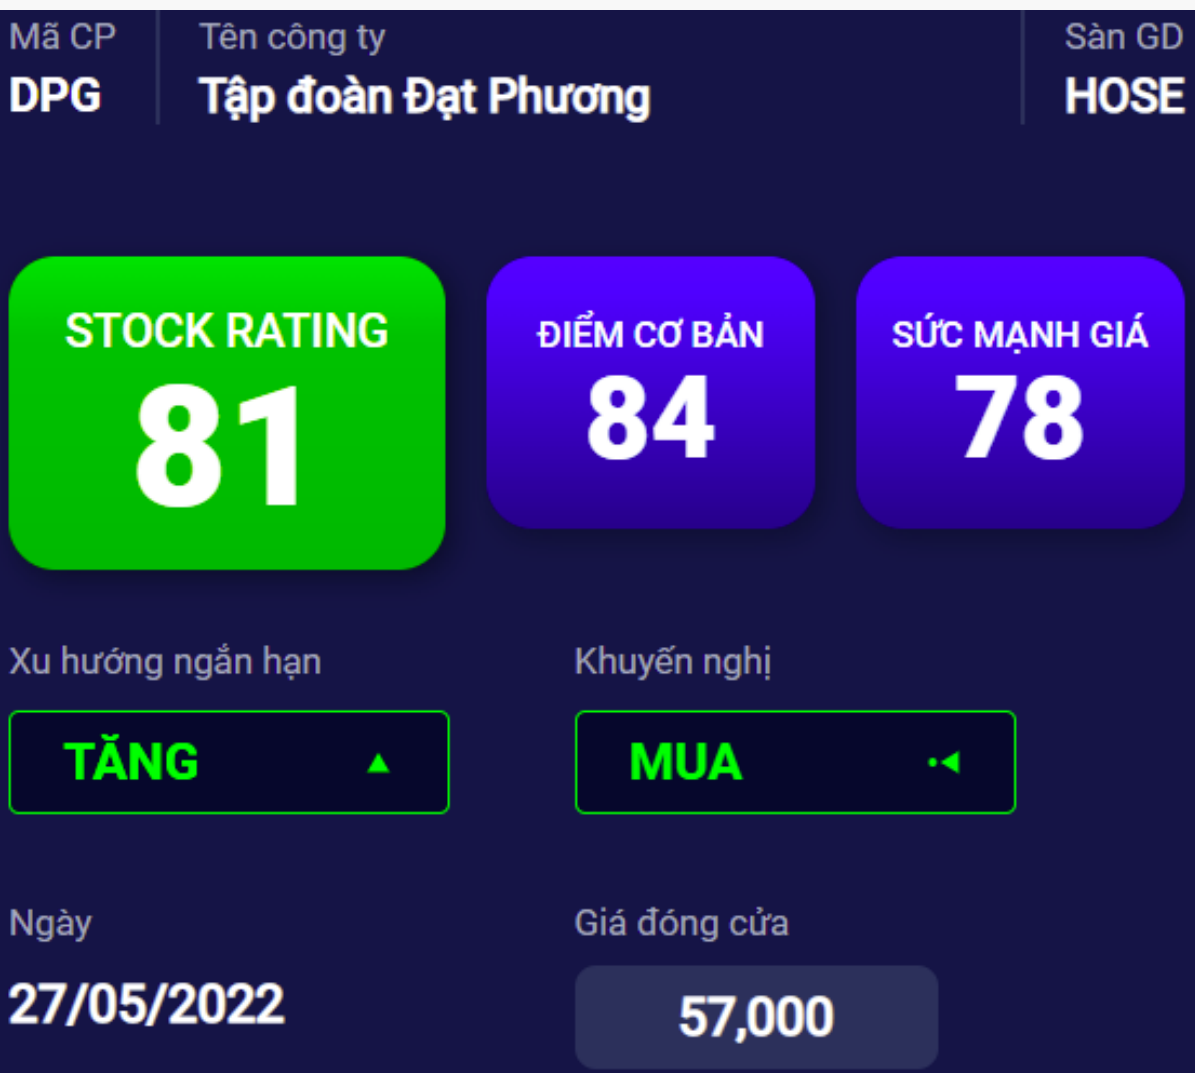 Mã CP
Tên công ty
Sàn GD
DPG
Tập đoàn Đạt Phương
HOSE
STOCK RATING
81
ĐIỂM CƠ BẢN
84
SỨC MẠNH GIÁ
78
Xu hướng ngắn hạn
Khuyến nghị
TĂNG
MUA
Ngày
Giá đóng cửa
27/05/2022
57,000